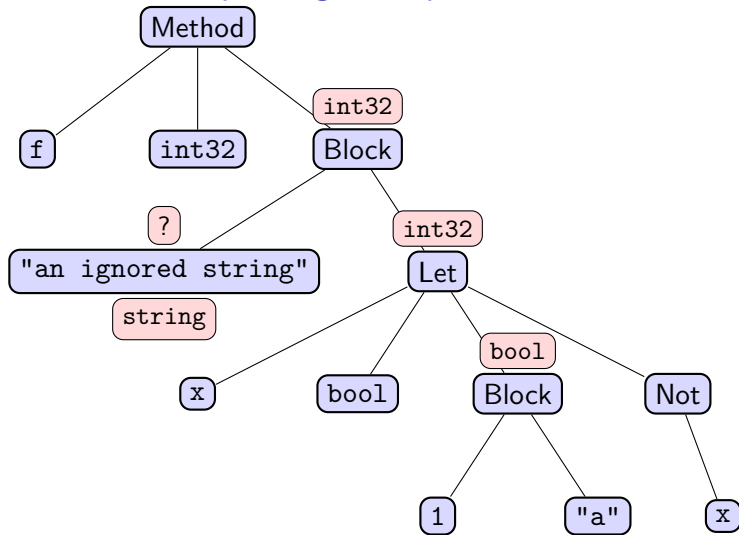 Method
int32
f int32 Block
?
int32
"an ignored string" Let
string
bool
x bool Block Not
1 "a" x